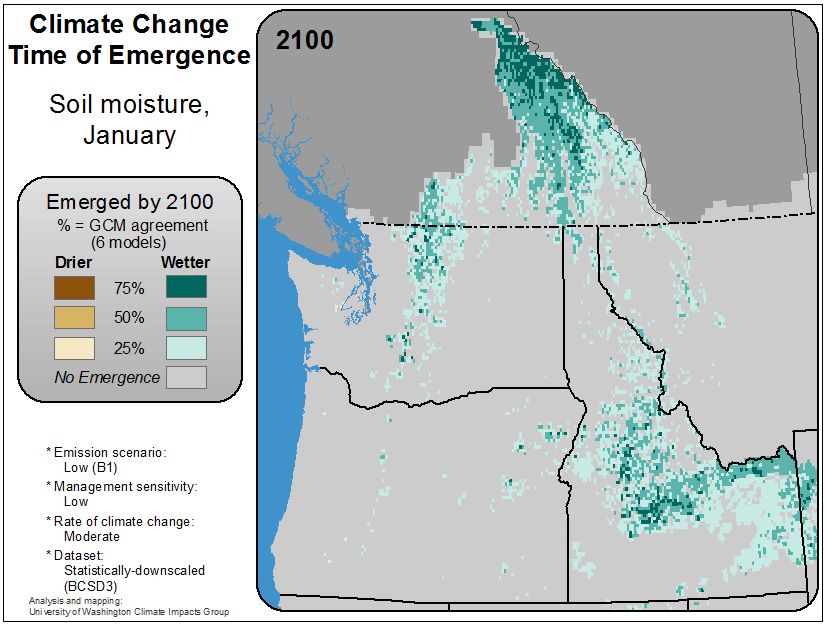 Climate Change
Time of Emergence
Soil moisture,
January
2100
Emerged by 2100
% = GCM agreement
(6 models)
Drier Wetter
75%
50%
25%
No Emergence
* Emission scenario:
Low (B1)
* Management sensitivity:
Low
* Rate of climate change:
Moderate
* Dataset:
Statistically-downscaled
(BCSD3)
Analysis and mapping:
University of Washington Climate Impacts Group